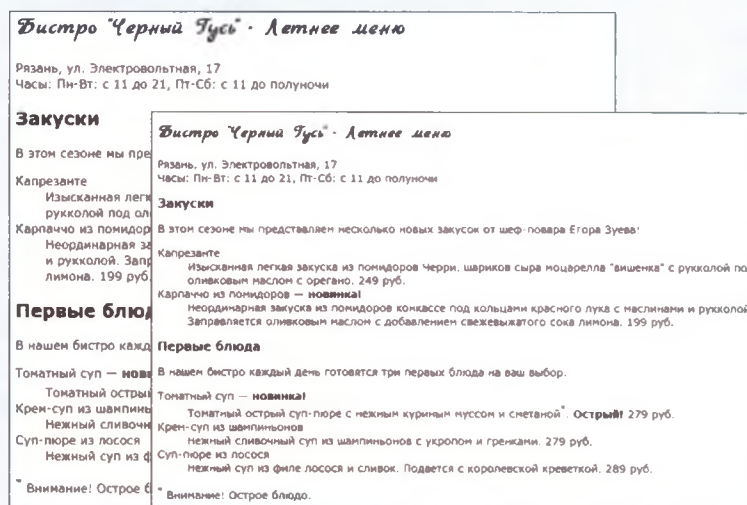 Бистро "Черный Гусь" • Летнее меню
Рязань, ул. Электровольтная, 17
Часы: Пн-Вт: с 11 до 21, Пт-Сб: с 11 до полуночи
Закуски
В этом сезоне мы пре
Капрезанте
Изысканная легк
рукколой под ол
Карпаччо из помидор
Неординарная за
и рукколой. Запр
лимона. 199 руб.
Первые блюд
В нашем бистро кажд
Томатный суп — нови
Томатный острый
Крем-суп из шампинь
Нежный сливочн
Суп-пюре из лосося
Нежный суп из ф
* Внимание! Острое б
Бистро "Черный Гусь" • Летнее меню
Рязань, ул. Электровольтная, 17
Часы: Пн-Вт: с 11 до 21, Пт-Сб: с 11 до полуночи
Закуски
В этом сезоне мы представляем несколько новых закусок от шеф-повара Егора Зуева:
Капрезанте
Изысканная легкая закуска из помидоров Черри, шариков сыра моцарелла "вишенка" с рукколой по
оливковым маслом с орегано. 249 руб.
Карпаччо из помидоров — новинка!
Неординарная закуска из помидоров конкассе под кольцами красного лука с маслинами и рукколой
Заправляется оливковым маслом с добавлением свежевыжатого сока лимона. 199 руб.
Первые блюда
В нашем бистро каждый день готовятся три первых блюда на ваш выбор.
Томатный суп — новинка!
Томатный острый суп-пюре с нежным куриным муссом и сметаной*. Острый! 279 руб.
Крем-суп из шампиньонов
Нежный сливочный суп из шампиньонов с укропом и гренками. 279 руб.
Суп-пюре из лосося
Нежный суп из филе лосося и сливок. Подается с королевской креветкой. 289 руб.
* Внимание! Острое блюдо.